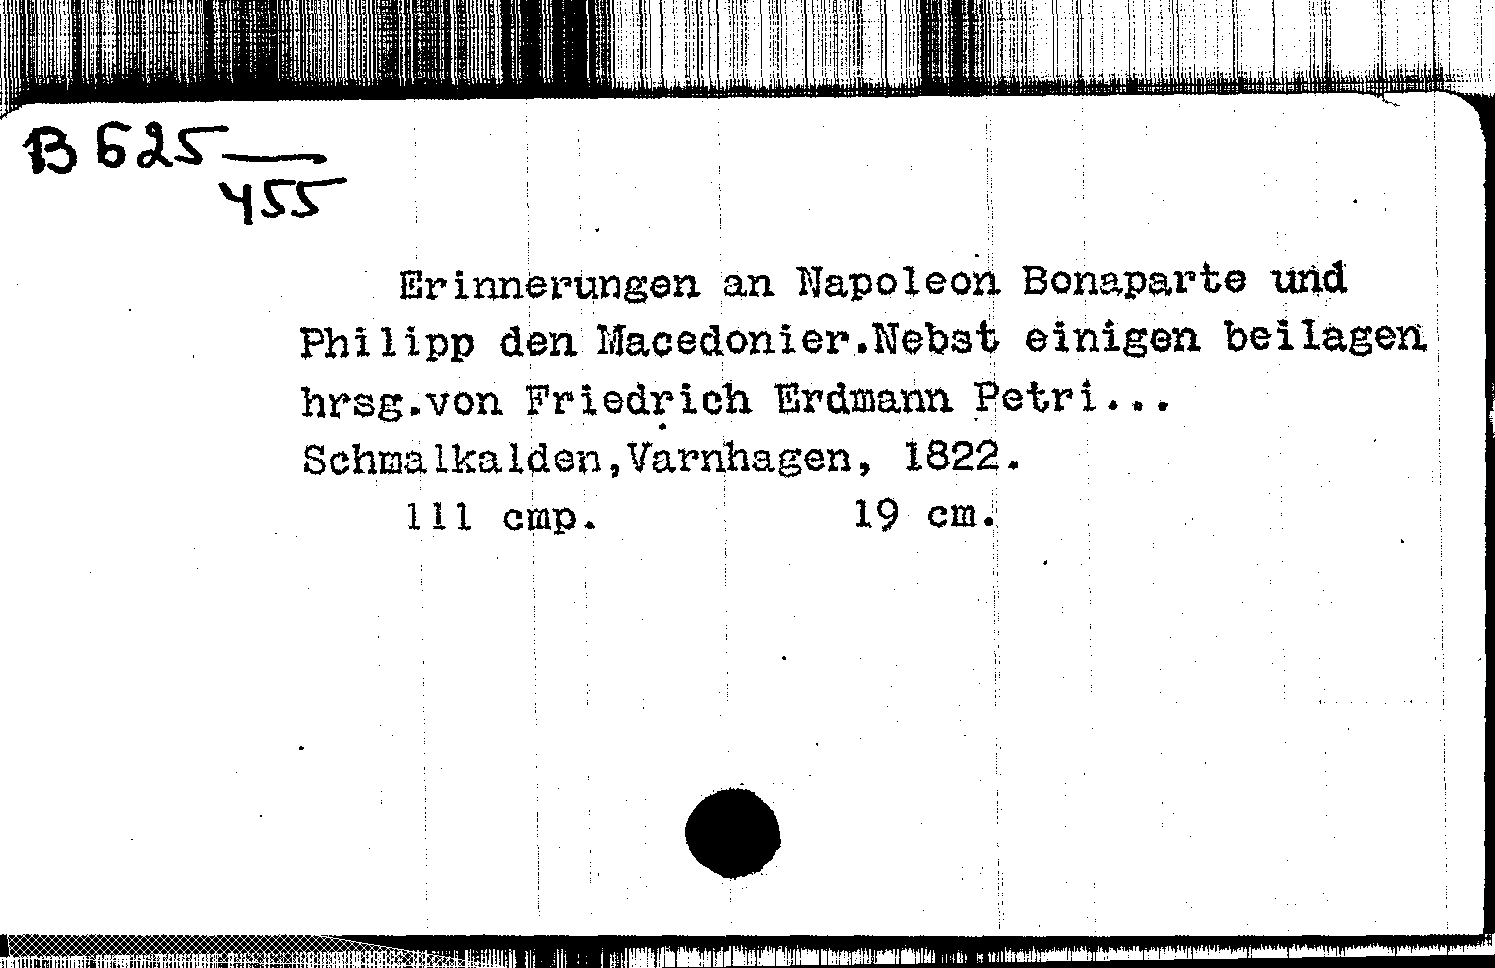 B 625
455
Erinnerungen an Napoleon Bonaparte und
Philipp den Macedonier.Nebst einigen beilagen
hrsg.von Friedrich Erdmann Petri...
Schmalkalden,Varnhagen, 1822.
111 стр. 19 cm.